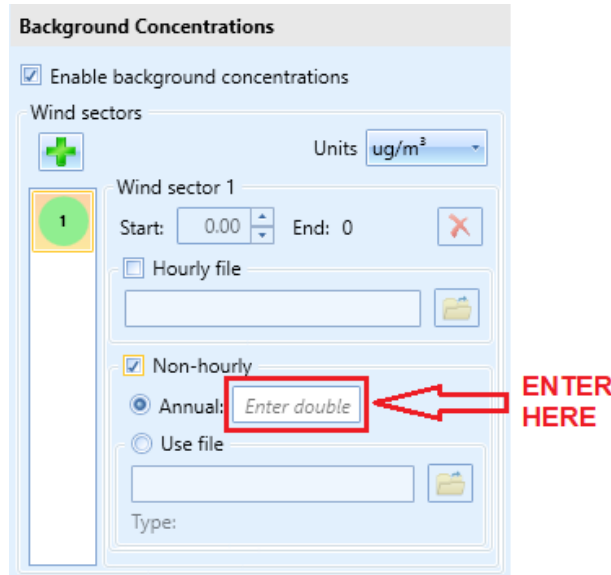 Background Concentrations
Enable background concentrations
Wind sectors
Units ug/m³
1
Wind sector 1
Start: 0.00 End: 0
Hourly file
Non-hourly
Annual: Enter double
ENTER
HERE
Use file
Type: